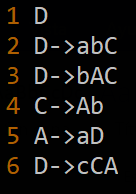 1 D
2 D->abC
3 D->bAC
4 C->Ab
5 A->aD
6 D->cCA